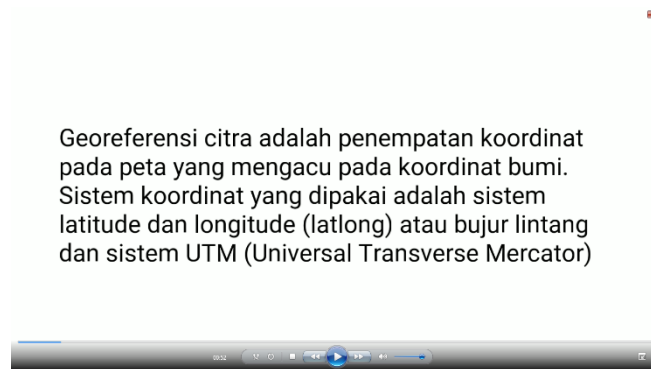 Georeferensi citra adalah penempatan koordinat
pada peta yang mengacu pada koordinat bumi.
Sistem koordinat yang dipakai adalah sistem
latitude dan longitude (latlong) atau bujur lintang
dan sistem UTM (Universal Transverse Mercator)